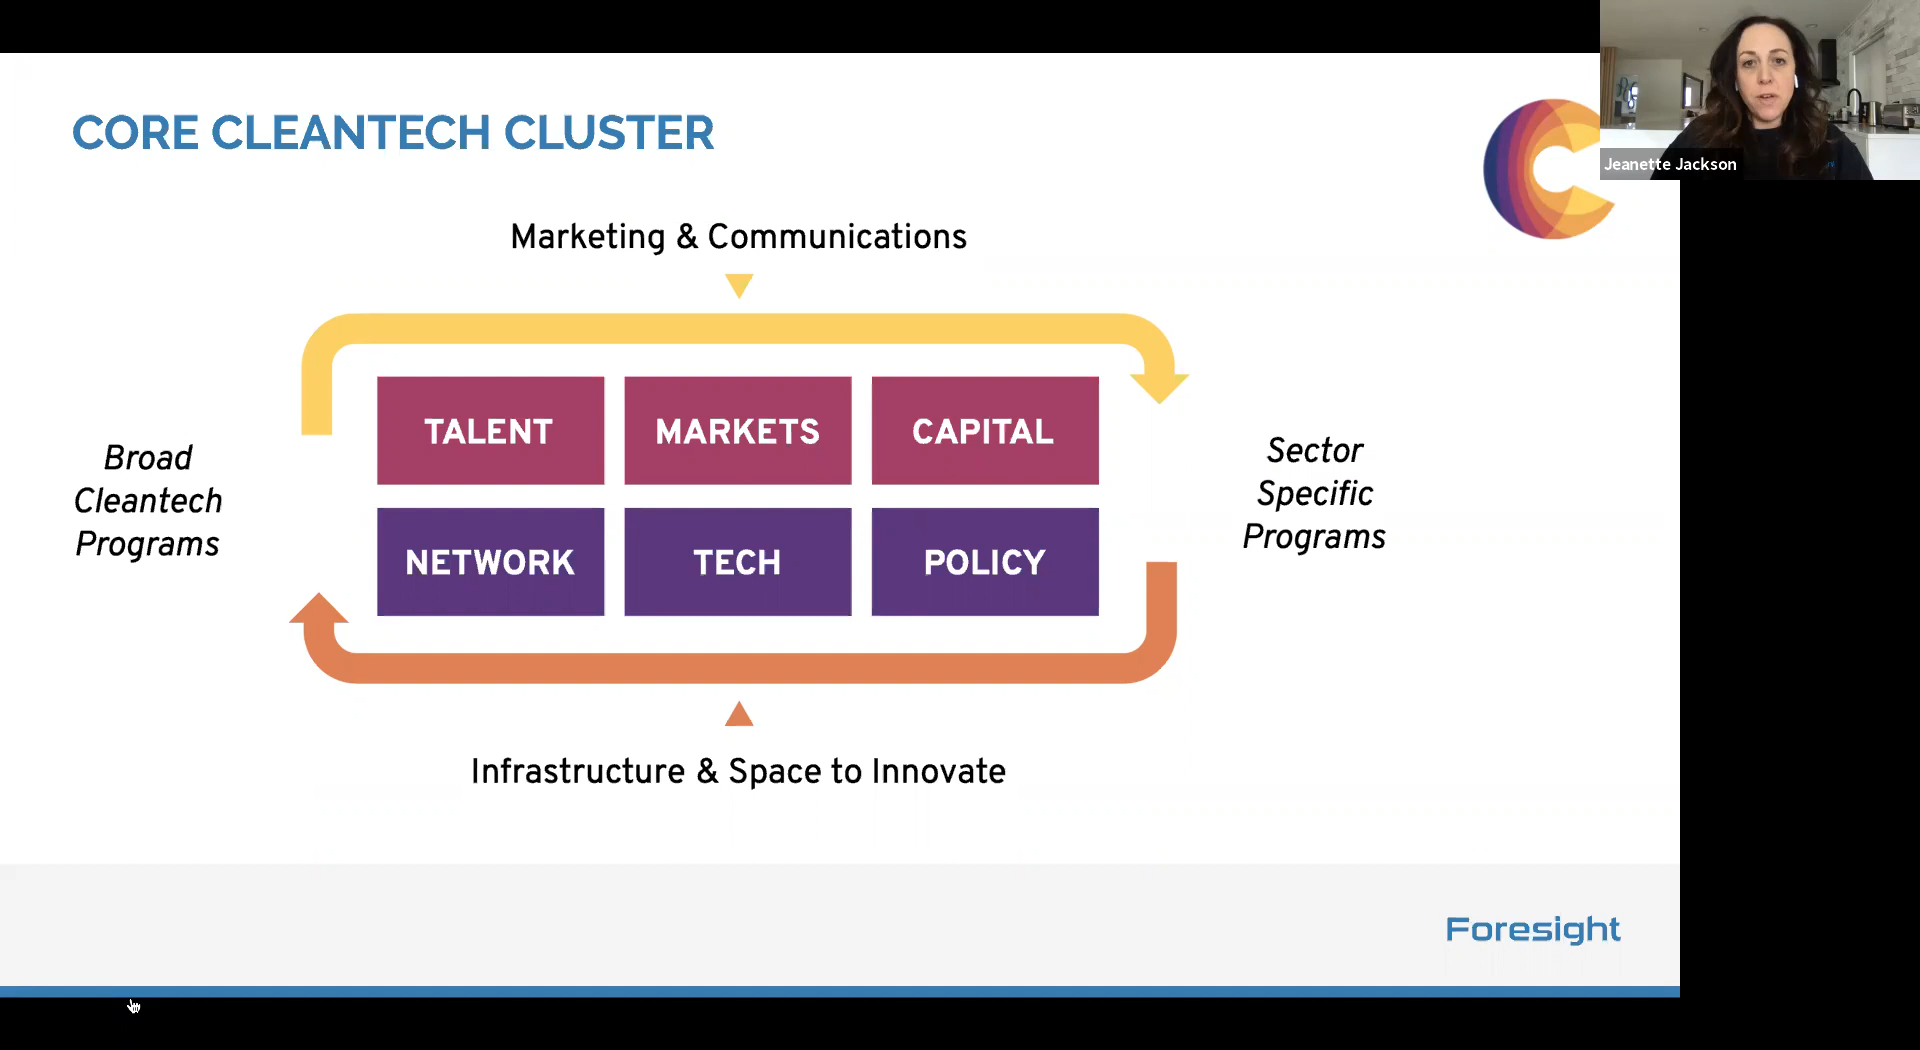 CORE CLEANTECH CLUSTER
Jeanette Jackson
Marketing & Communications
TALENT
MARKETS
CAPITAL
Broad
Cleantech
Programs
Sector
Specific
Programs
NETWORK
TECH
POLICY
Infrastructure & Space to Innovate
Foresight